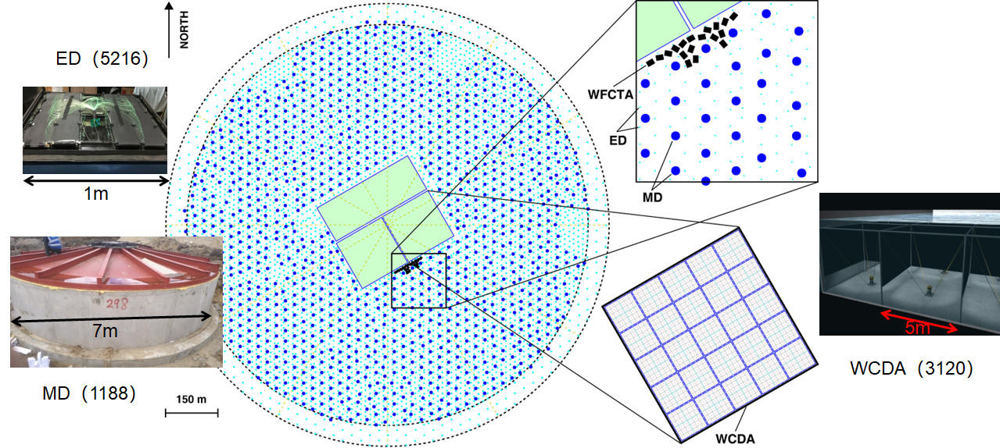 NORTH
ED（5216）
1m
298
7m
MD（1188）
150 m
WFCTA
ED
MD
5m
WCDA（3120）
WCDA